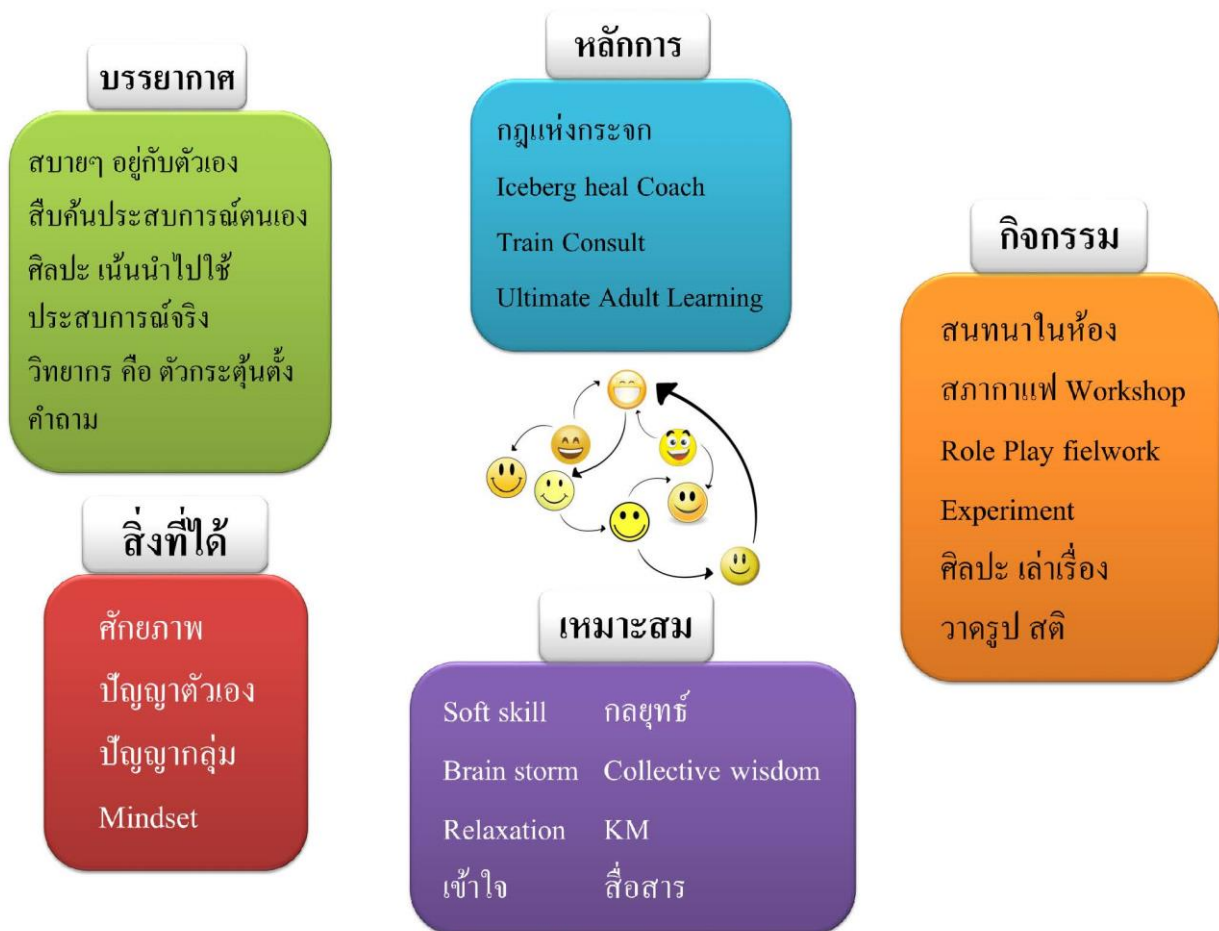 บรรยากาศ
สบายๆ อยู่กับตัวเอง
สืบค้นประสบการณ์ตนเอง
ศิลปะ เน้นนำไปใช้
ประสบการณ์จริง
วิทยากร คือ ตัวกระตุ้นตั้ง
คำถาม
หลักการ
กฎแห่งกระจก
Iceberg heal Coach
Train Consult
Ultimate Adult Learning
กิจกรรม
สนทนาในห้อง
สภากาแฟ Workshop
Role Play fielwork
Experiment
ศิลปะ เล่าเรื่อง
วาดรูป สติ
สิ่งที่ได้
ศักยภาพ
ปัญญาตัวเอง
ปัญญากลุ่ม
Mindset
เหมาะสม
Soft skill กลยุทธ์
Brain storm Collective wisdom
Relaxation KM
เข้าใจ สื่อสาร